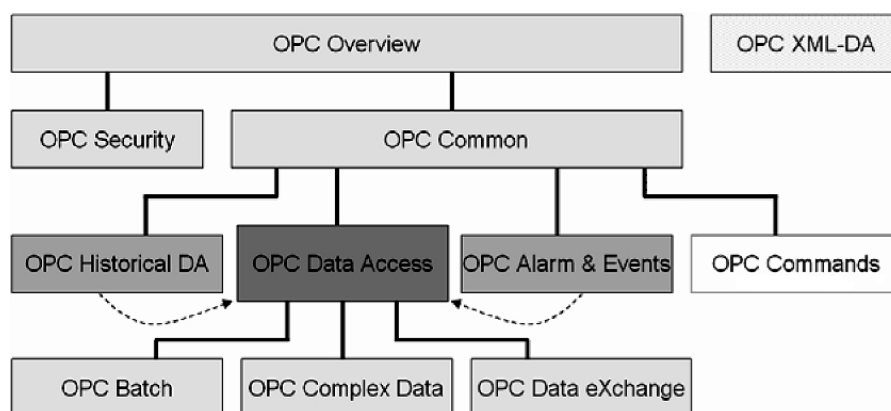 OPC Overview
OPC XML-DA
OPC Security
OPC Common
OPC Historical DA
OPC Data Access
OPC Alarm & Events
OPC Commands
OPC Batch
OPC Complex Data
OPC Data eXchange